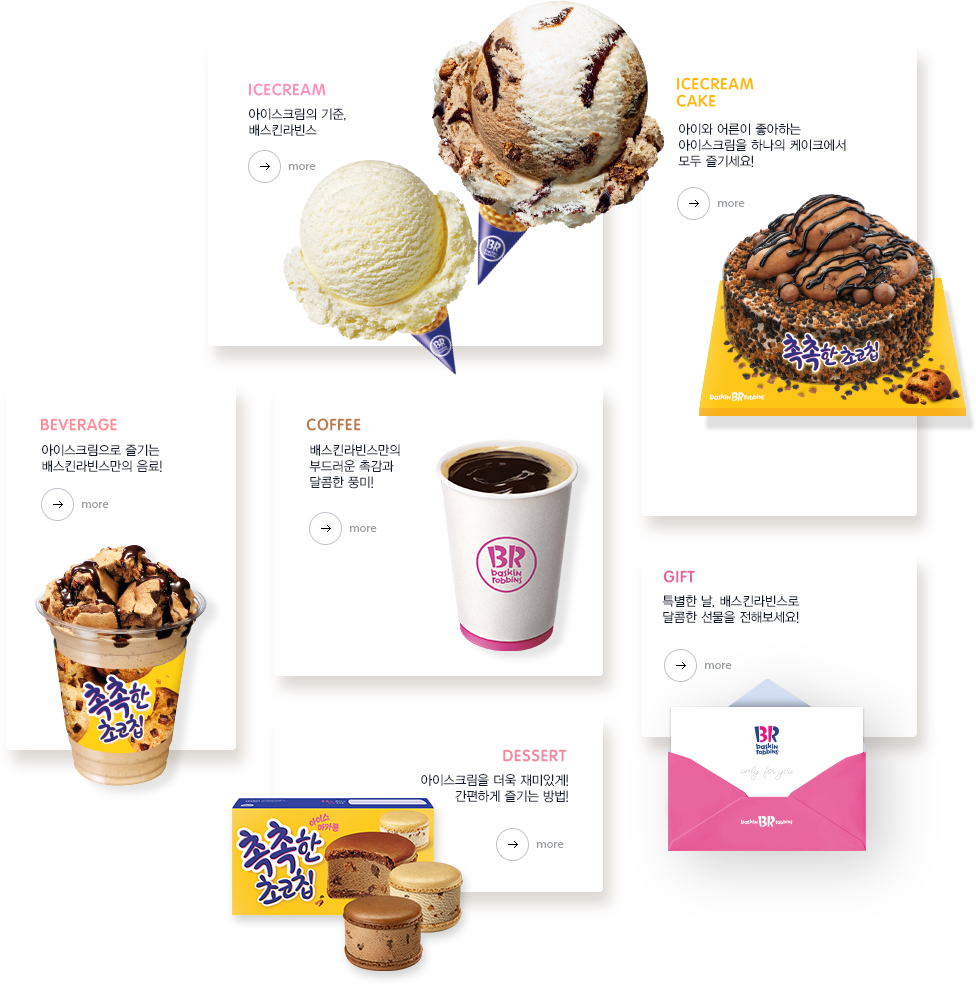 ICECREAM
아이스크림의 기준,
배스킨라빈스
more
BR
BR
ICECREAM
CAKE
아이와 어른이 좋아하는
아이스크림을 하나의 케이크에서
모두 즐기세요!
more
촉촉한 초코칩
baskin BR robbins
BEVERAGE
아이스크림으로 즐기는
배스킨라빈스만의 음료!
more
촉촉한
초코칩
COFFEE
배스킨라빈스만의
부드러운 촉감과
달콤한 풍미!
more
BR
baskin
robbins
GIFT
특별한 날, 배스킨라빈스로
달콤한 선물을 전해보세요!
more
BR
baskin
robbins
only for you
baskin BR robbins
DESSERT
아이스크림을 더욱 재미있게!
간편하게 즐기는 방법!
more
아이스
마카롱
촉촉한
초코칩